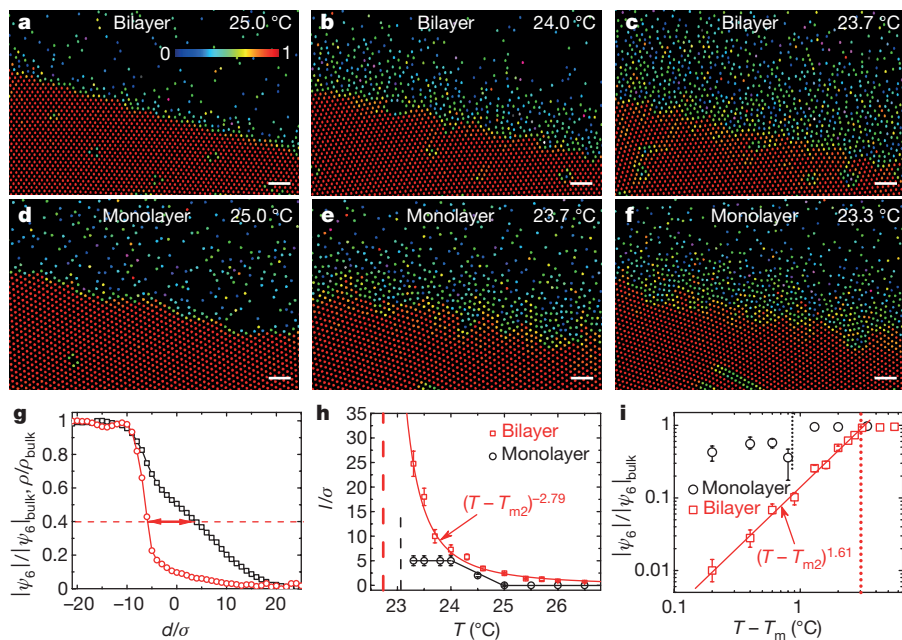 a Bilayer 25.0 °C
0 1
b Bilayer 24.0 °C
c Bilayer 23.7 °C
d Monolayer 25.0 °C
e Monolayer 23.7 °C
f Monolayer 23.3 °C
g
|ψ6|/|ψ6|bulk, ρ/ρbulk
1
0.8
0.6
0.4
0.2
0
−20 −10 0 10 20
d/σ
h
l/σ
35
30
25
20
15
10
5
0
Bilayer
Monolayer
(T − Tm2)−2.79
23 24 25 26
T (°C)
i
|ψ6|/|ψ6|bulk
1
0.1
0.01
Monolayer
Bilayer
(T − Tm2)1.61
0.1 1
T − Tm (°C)